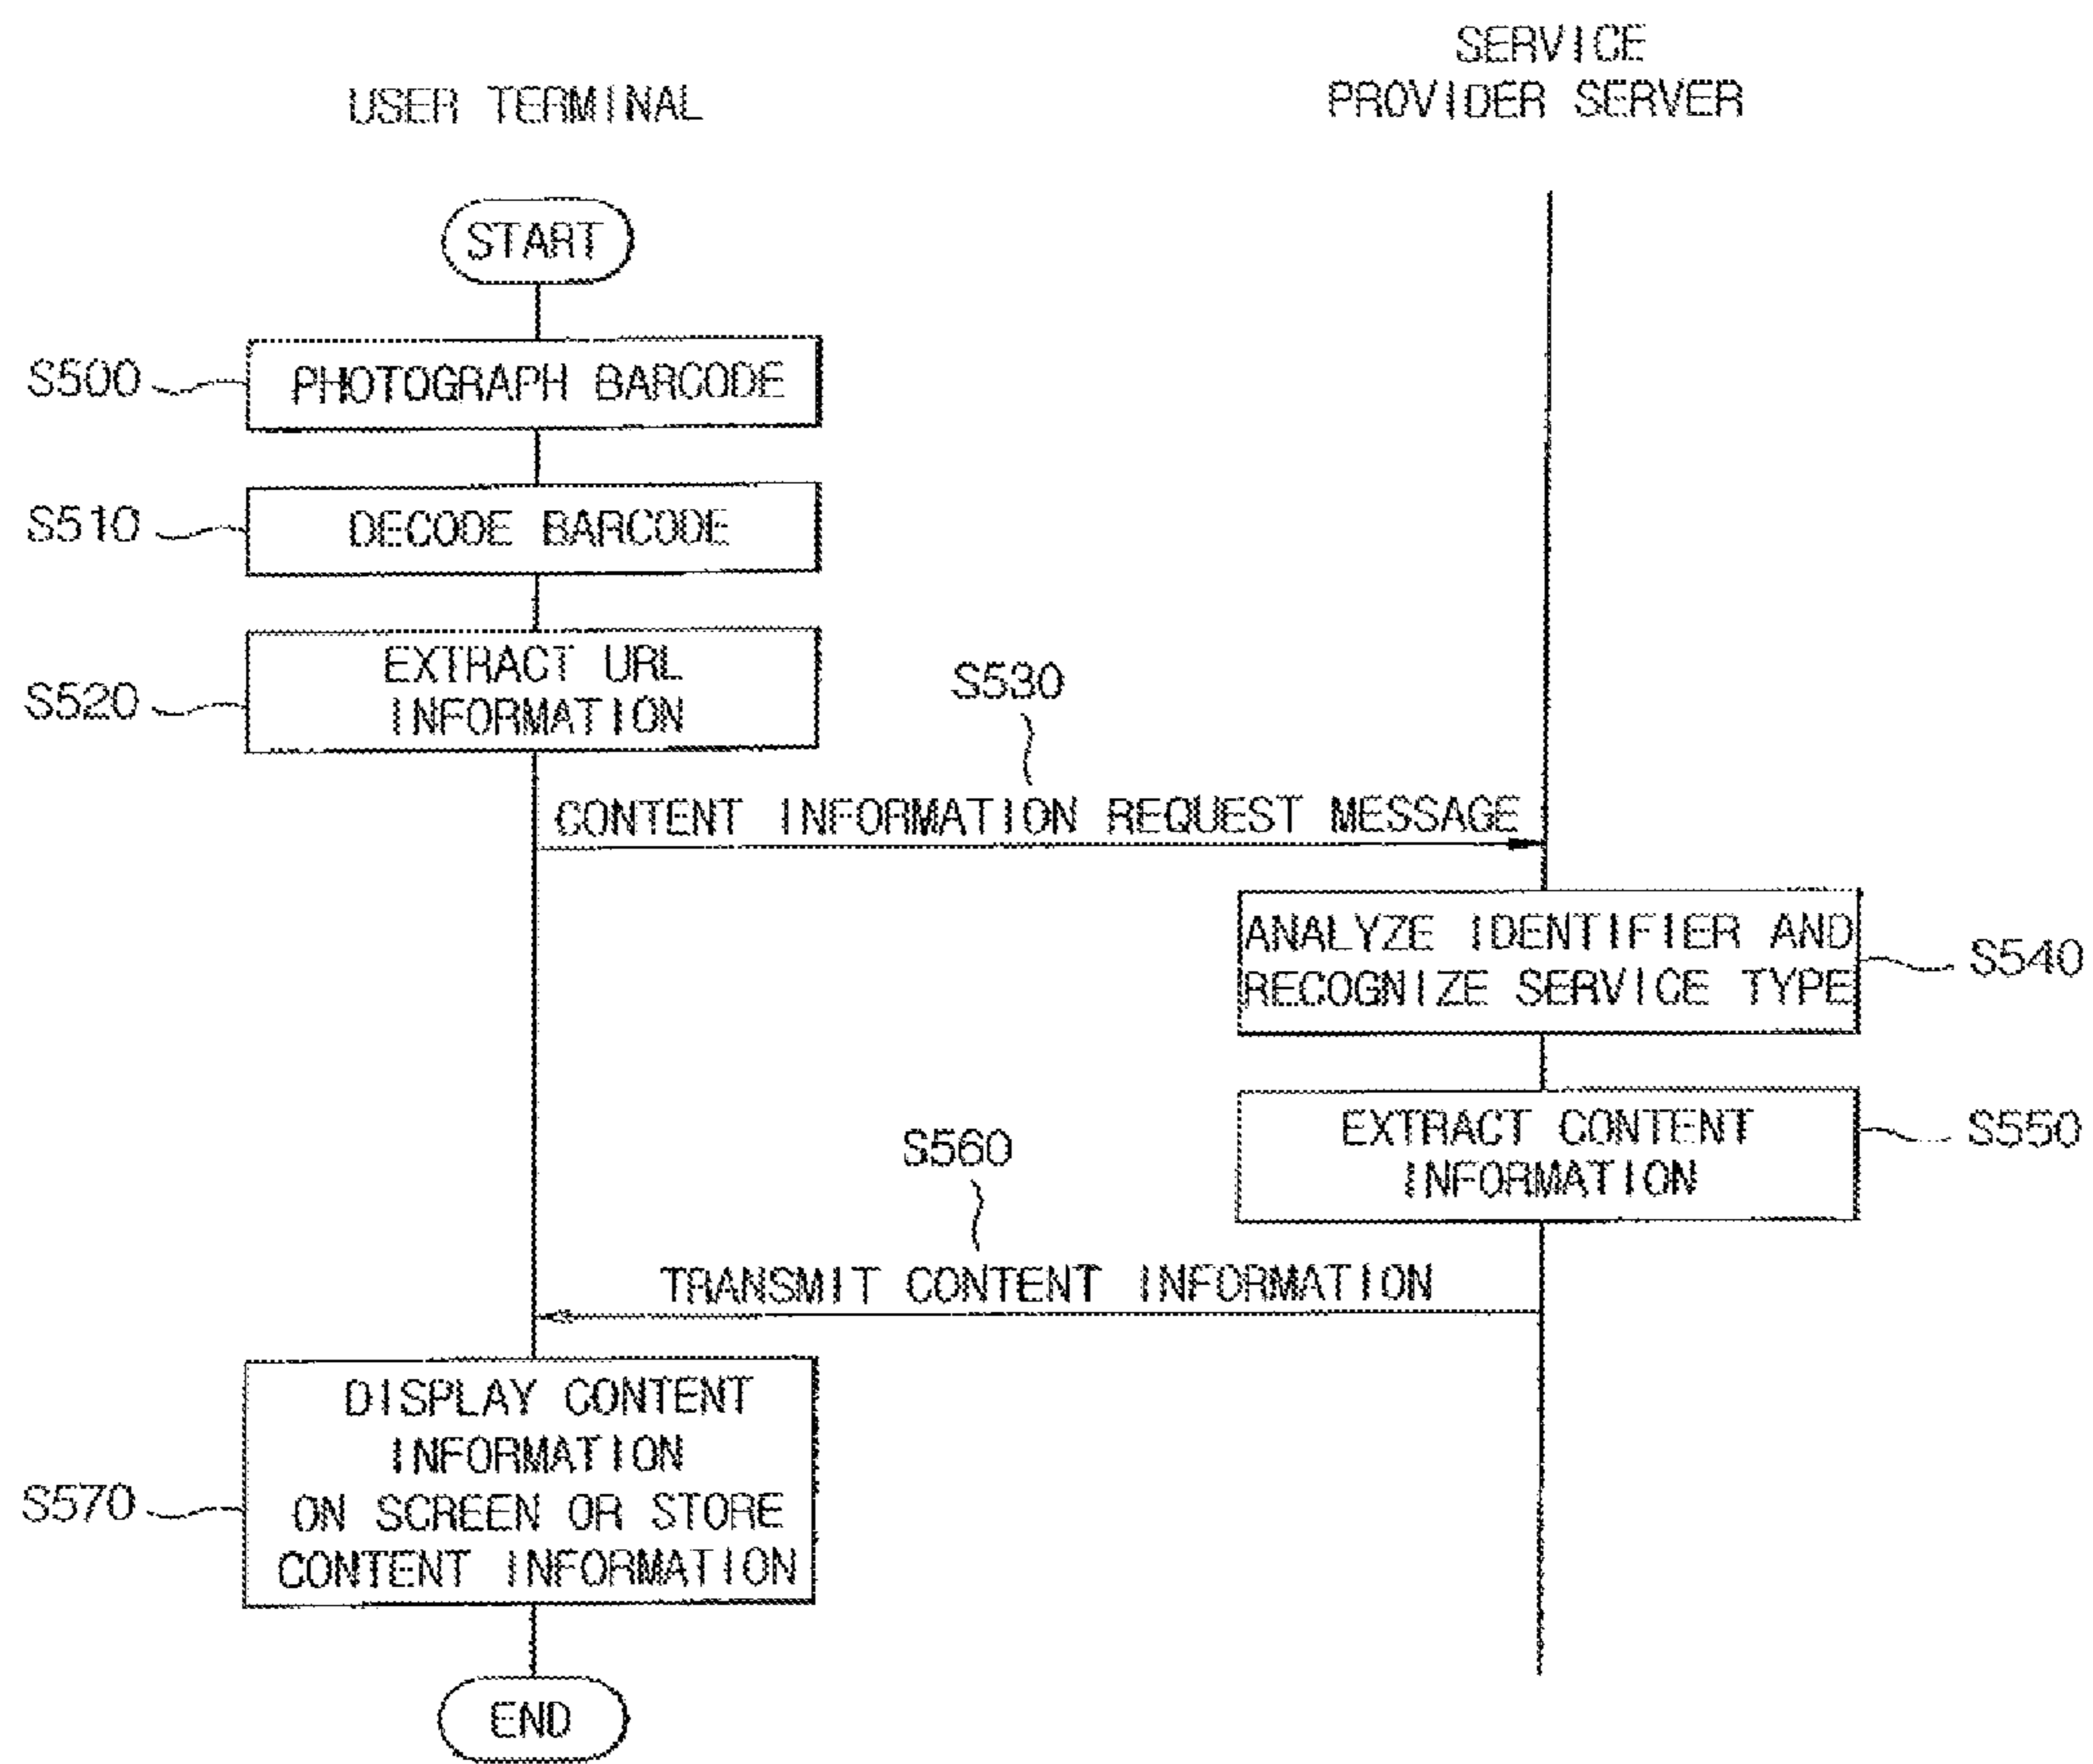 SERVICE
PROVIDER SERVER
USER TERMINAL
START
S500
PHOTOGRAPH BARCODE
S510
DECODE BARCODE
S520
EXTRACT URL
INFORMATION
S530
CONTENT INFORMATION REQUEST MESSAGE
ANALYZE IDENTIFIER AND
RECOGNIZE SERVICE TYPE
S540
EXTRACT CONTENT
INFORMATION
S550
S560
TRANSMIT CONTENT INFORMATION
S570
DISPLAY CONTENT
INFORMATION
ON SCREEN OR STORE
CONTENT INFORMATION
END